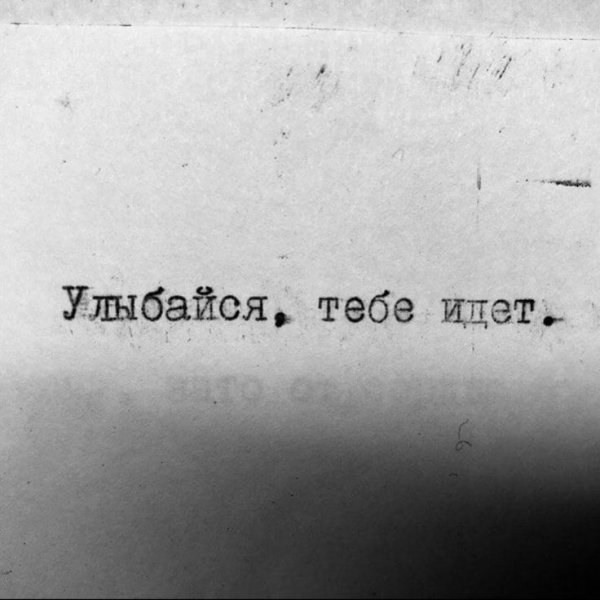 Улыбайся, тебе идет.